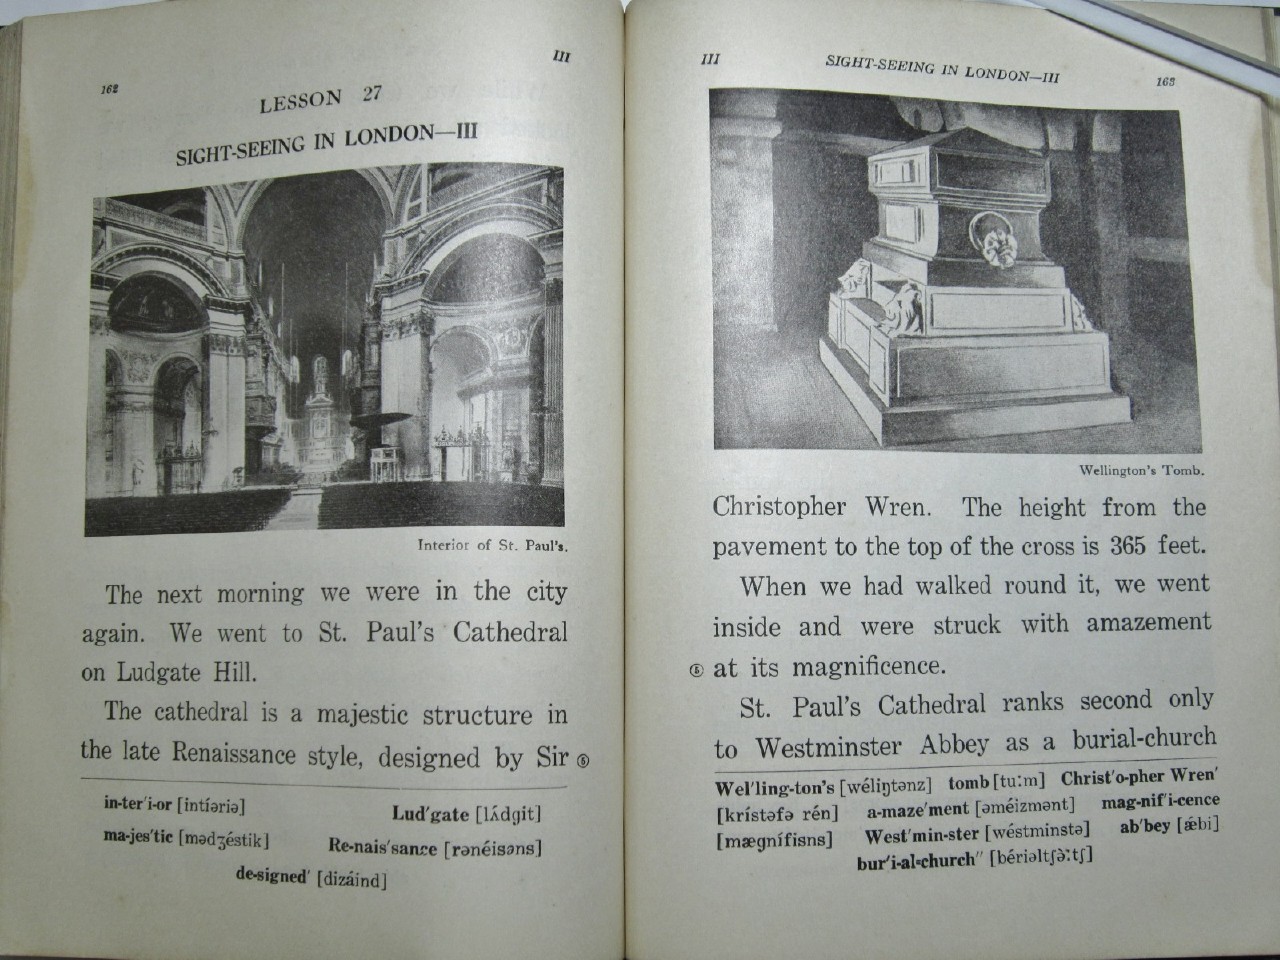 162
III
LESSON 27
SIGHT-SEEING IN LONDON—III
Interior of St. Paul's.
The next morning we were in the city
again. We went to St. Paul's Cathedral
on Ludgate Hill.
The cathedral is a majestic structure in
the late Renaissance style, designed by Sir ⑤
in-ter′i-or [intíəriə] Lud′gate [lʌ́dgit]
ma-jes′tic [mədʒéstik] Re-nais′sance [rənéisəns]
de-signed′ [dizáind]
III
SIGHT-SEEING IN LONDON—III
163
Wellington's Tomb.
Christopher Wren. The height from the
pavement to the top of the cross is 365 feet.
When we had walked round it, we went
inside and were struck with amazement
⑤ at its magnificence.
St. Paul's Cathedral ranks second only
to Westminster Abbey as a burial-church
Wel′ling-ton's [wéliŋtənz] tomb [tuːm] Christ′o-pher Wren′
[krístəfə rén] a-maze′ment [əméizmənt] mag-nif′i-cence
[mægnífisns] West′min-ster [wéstminstə] ab′bey [ǽbi]
bur′i-al-church″ [bériəltʃə̀ːtʃ]